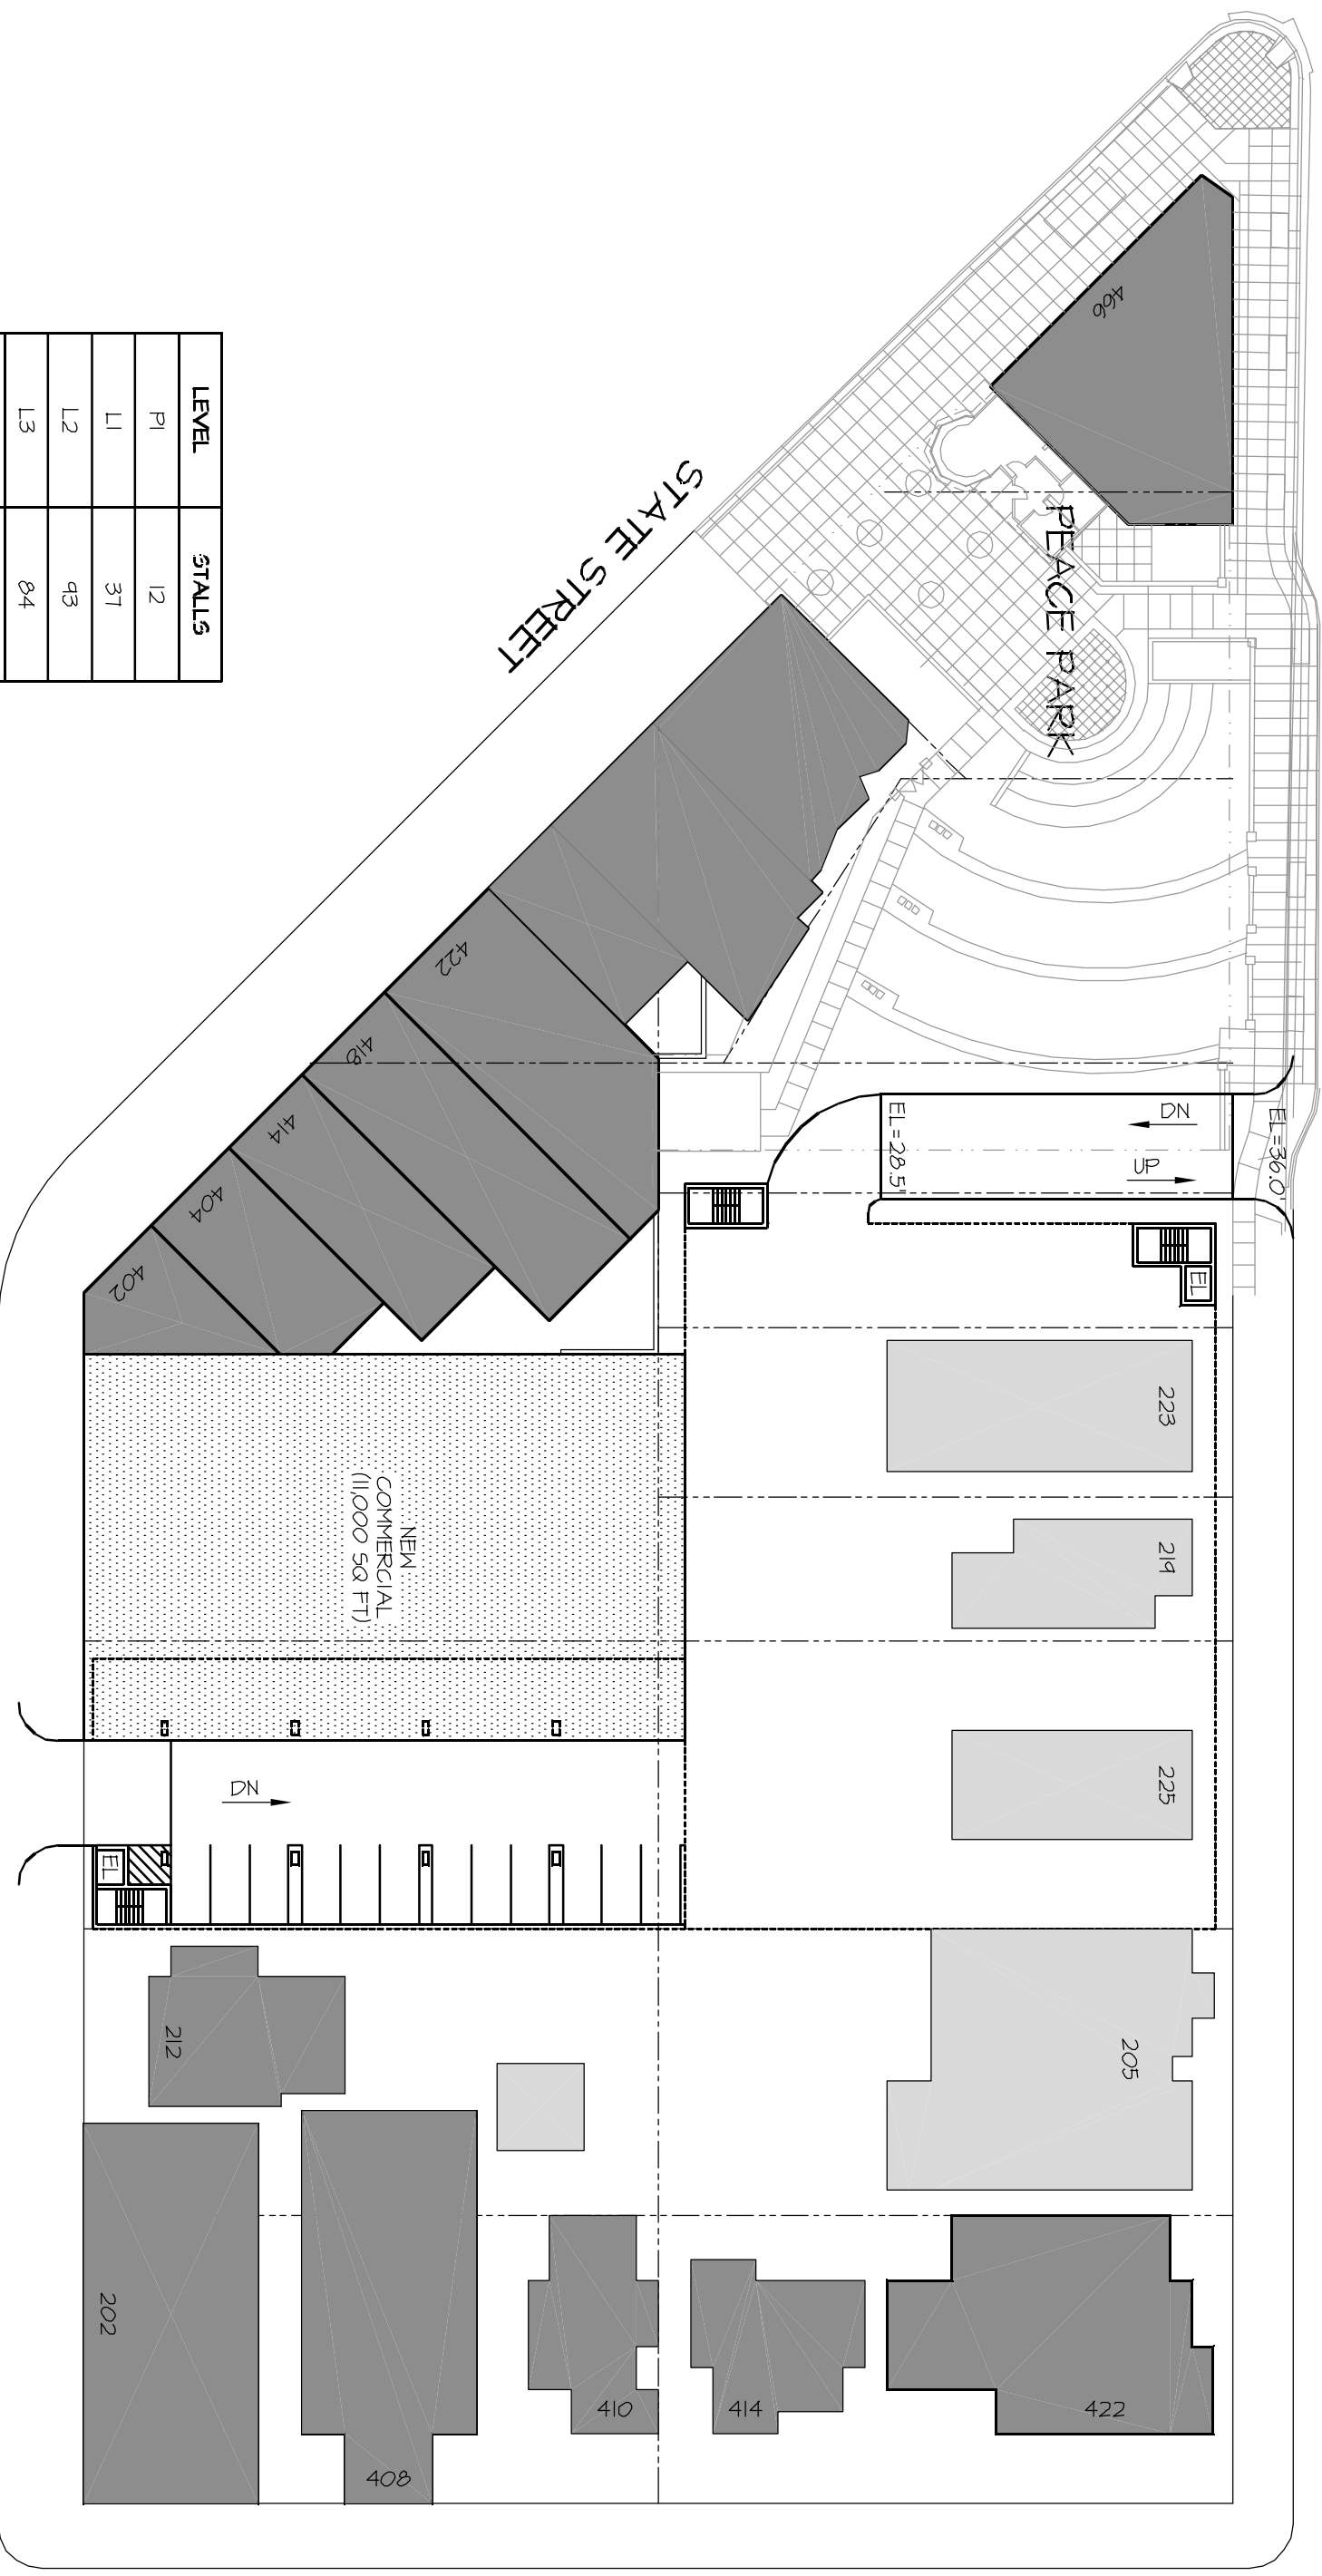 466
PEACE PARK
STATE STREET
LEVEL STALLS
P1 12
L1 37
L2 93
L3 84
422
418
414
404
402
EL=28.5'
DN
UP
EL=36.0'
EL
223
219
225
NEW
COMMERCIAL
(11,000 SQ FT)
DN
EL
212
205
202
408
410
414
422